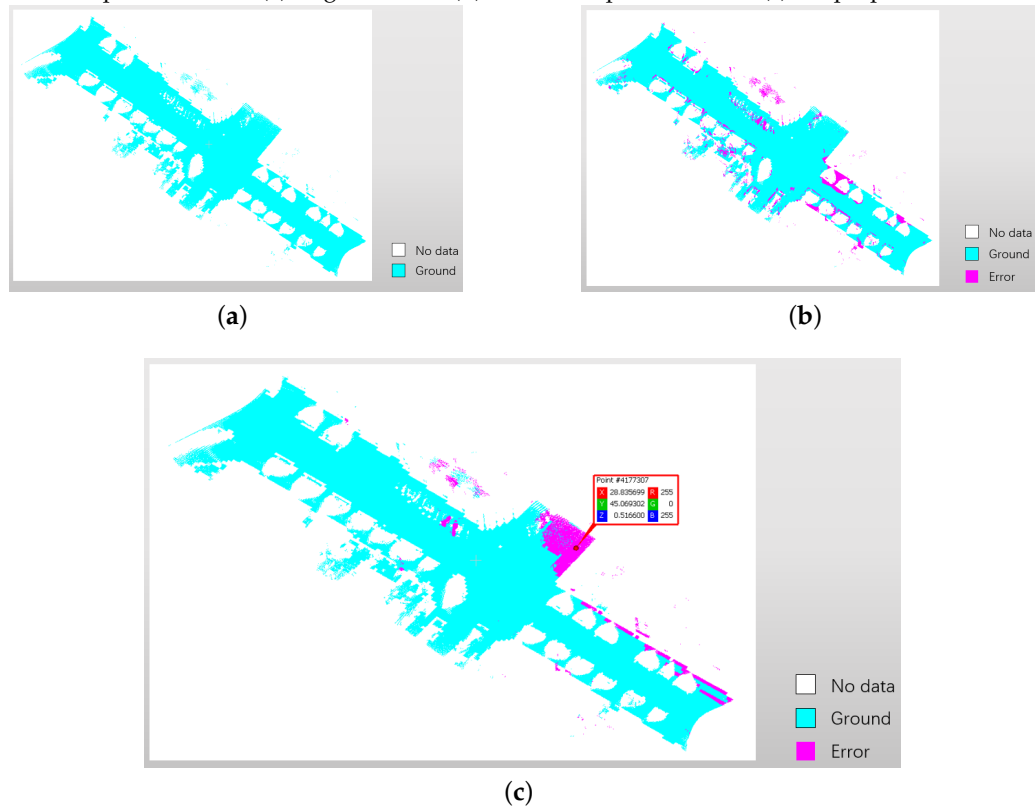 No data
Ground
(a)
No data
Ground
Error
(b)
Point #4177307
X 28.835699 R 255
Y 45.069302 G 0
Z 0.516600 B 255
No data
Ground
Error
(c)